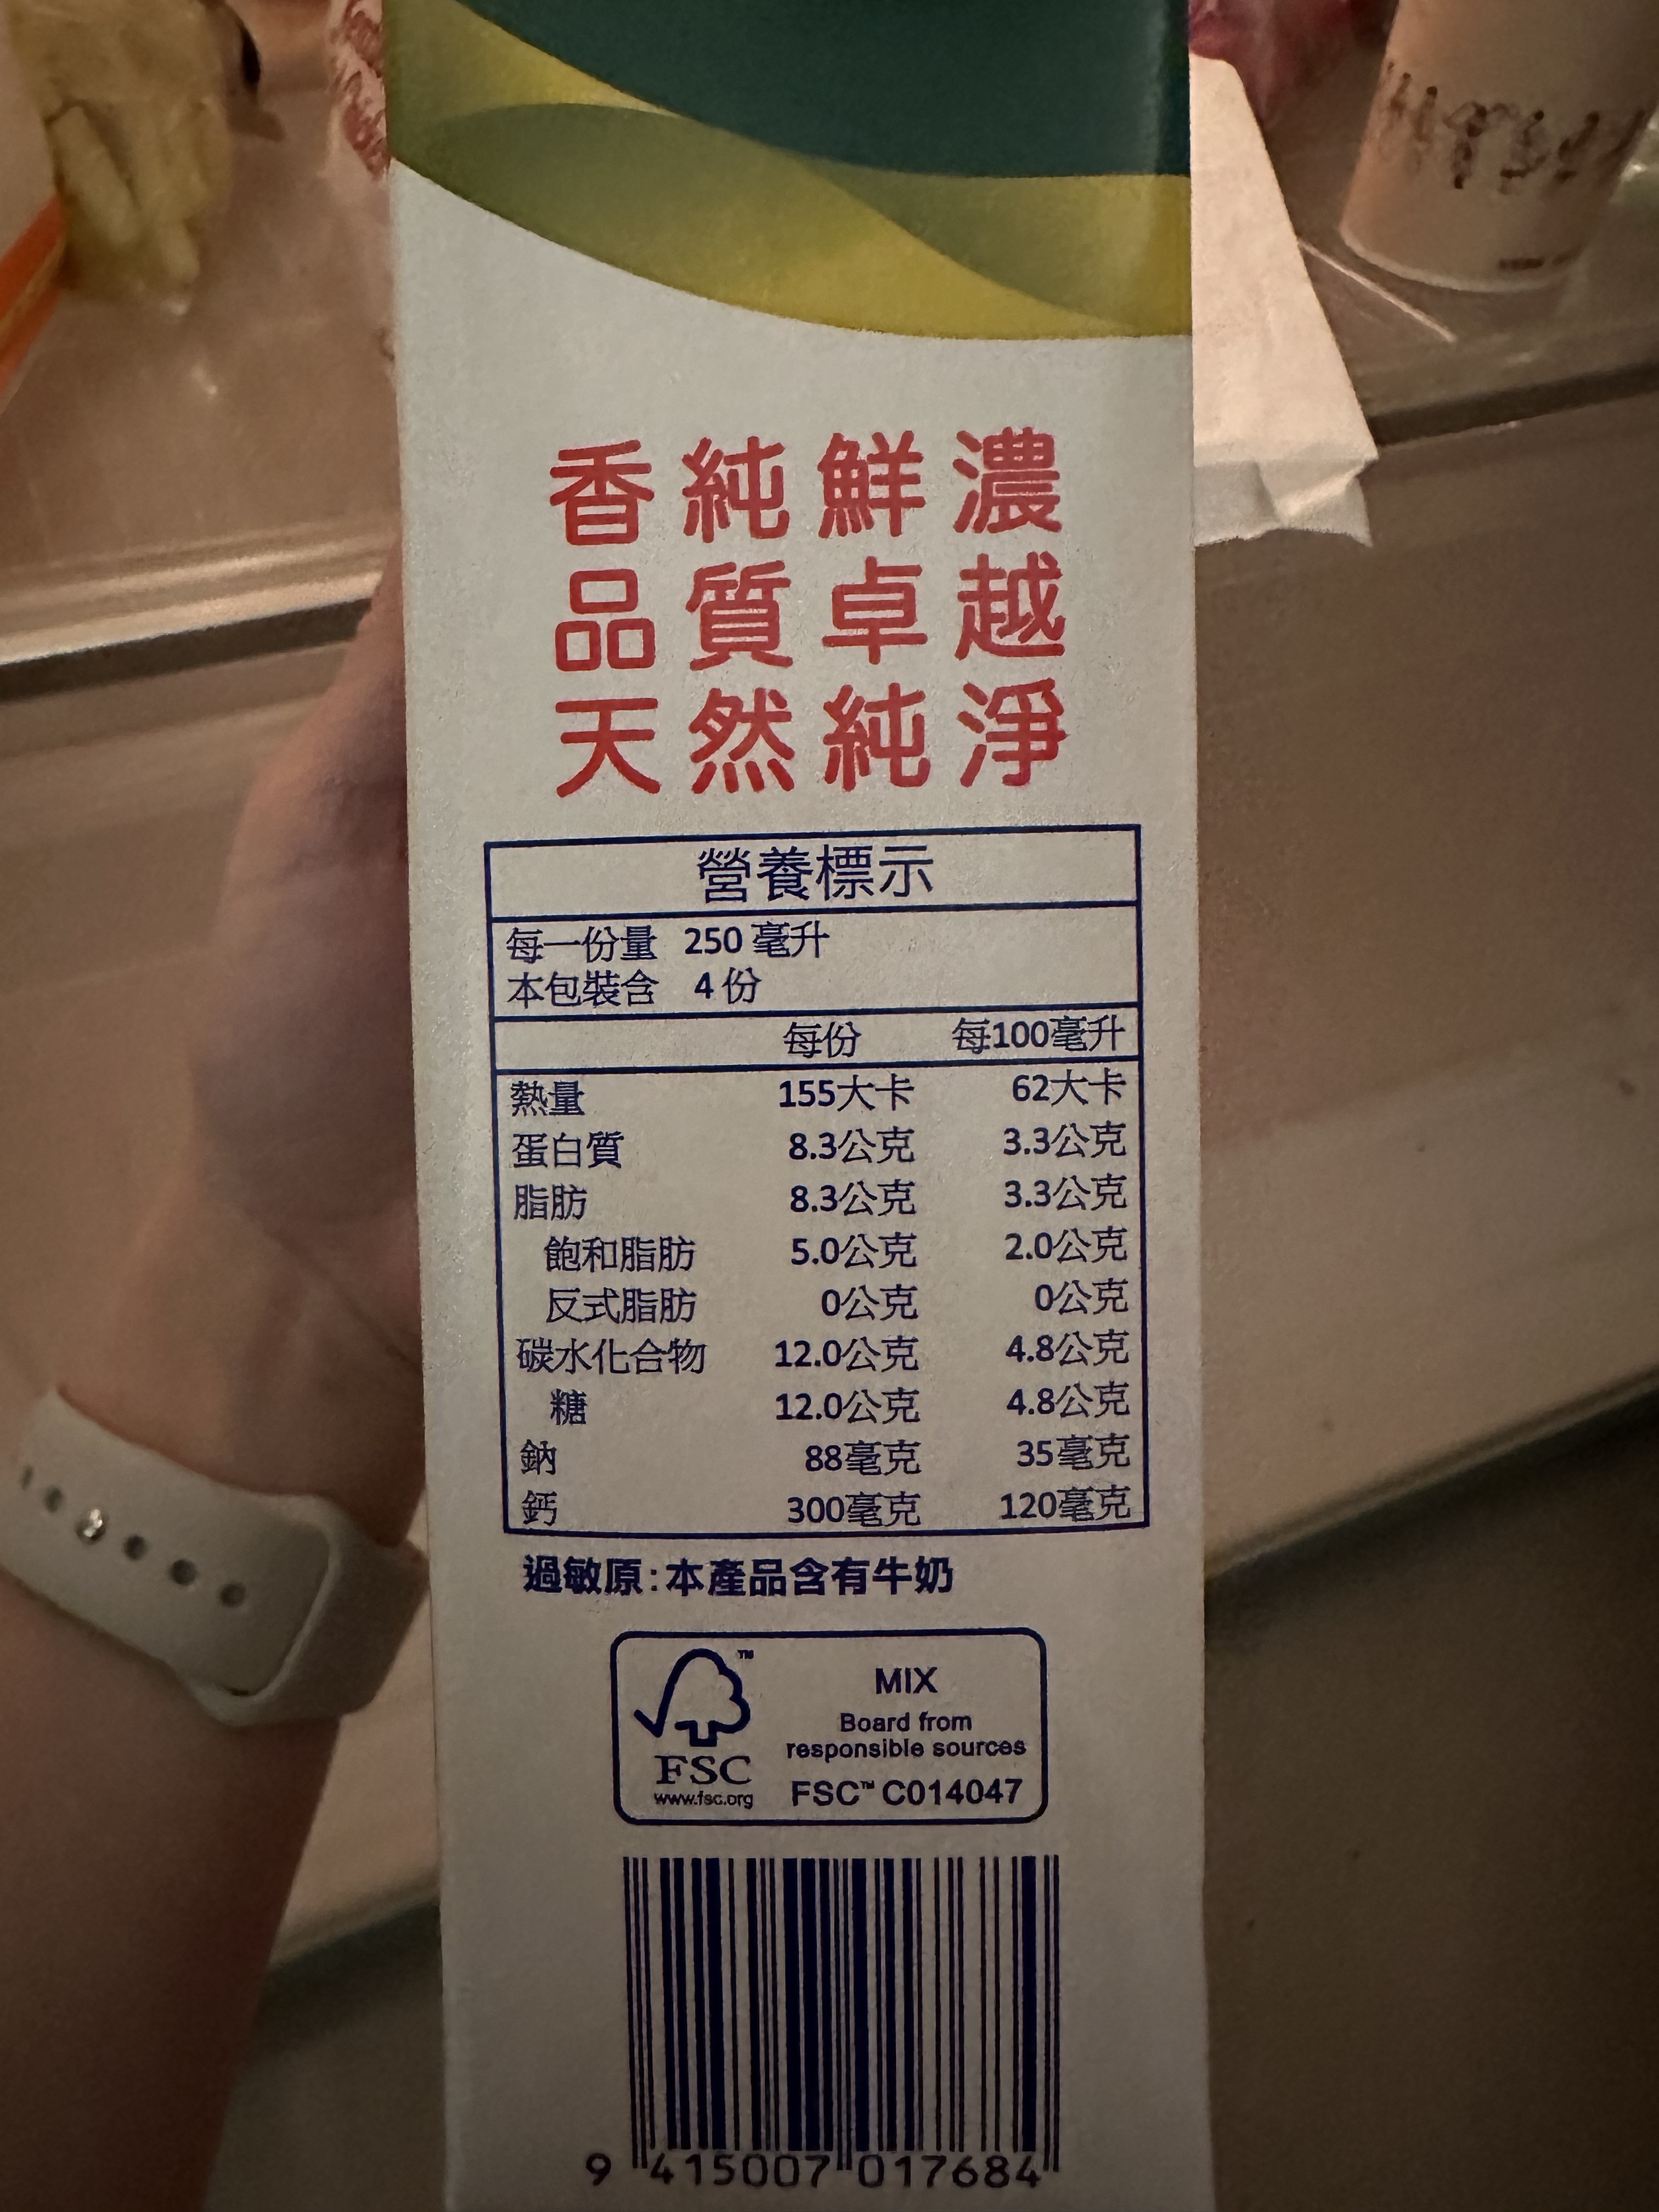 香純鮮濃
品質卓越
天然純淨
營養標示
每一份量 250 毫升
本包裝含 4 份
每份 每100毫升
熱量 155大卡 62大卡
蛋白質 8.3公克 3.3公克
脂肪 8.3公克 3.3公克
飽和脂肪 5.0公克 2.0公克
反式脂肪 0公克 0公克
碳水化合物 12.0公克 4.8公克
糖 12.0公克 4.8公克
鈉 88毫克 35毫克
鈣 300毫克 120毫克
過敏原:本產品含有牛奶
MIX
Board from
responsible sources
FSC™ C014047
FSC
www.fsc.org
9 415007 017684